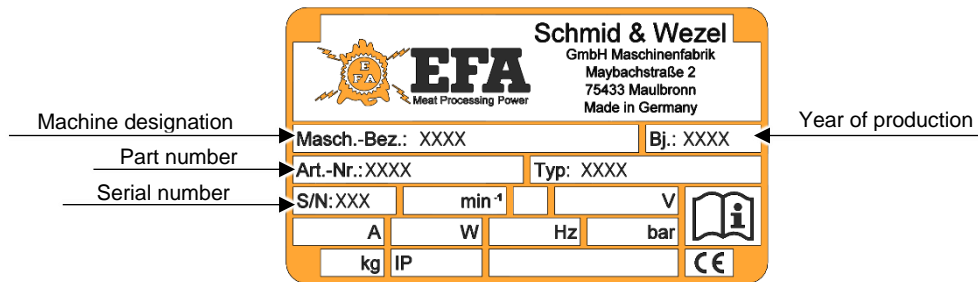 Schmid & Wezel
GmbH Maschinenfabrik
Maybachstraße 2
75433 Maulbronn
Made in Germany
EFA
EFA
Meat Processing Power
Machine designation
Masch.-Bez.: XXXX
Bj.: XXXX
Year of production
Part number
Art.-Nr.:XXXX
Typ: XXXX
Serial number
S/N:XXX
min-1
V
A
W
Hz
bar
i
kg
IP
CE